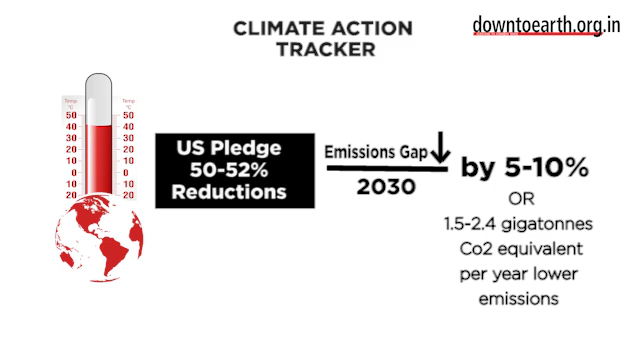 downtoearth.org.in
CLIMATE ACTION
TRACKER
Temp
°C
Temp
°C
50
50
40
40
30
30
20
20
10
10
0
0
10
10
20
20
US Pledge
50-52%
Reductions
Emissions Gap
2030
by 5-10%
OR
1.5-2.4 gigatonnes
Co2 equivalent
per year lower
emissions